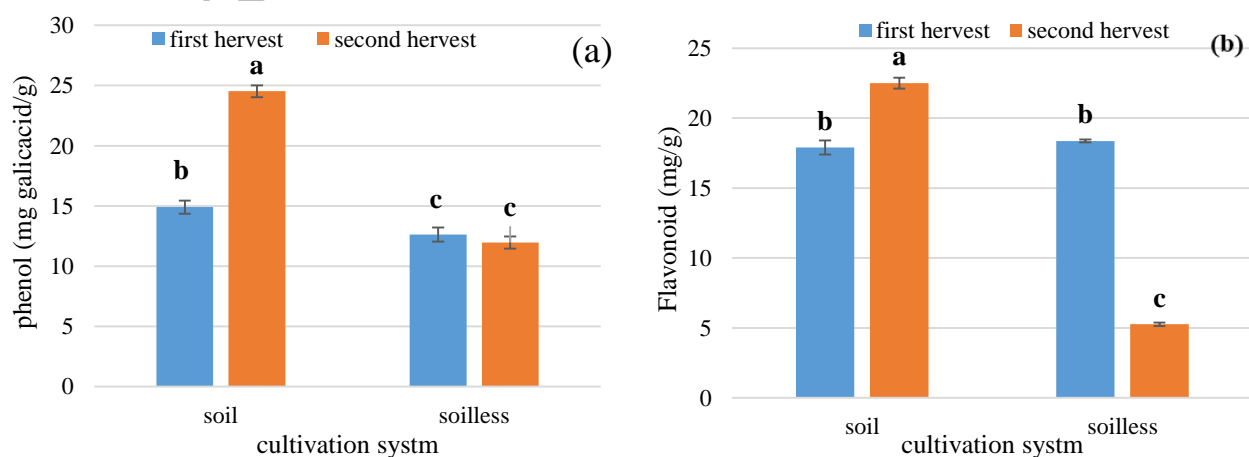 30
25
20
15
10
5
0
first hervest
second hervest
(a)
a
b
c
c
phenol (mg galicacid/g)
soil
soilless
cultivation systm
25
20
15
10
5
0
first hervest
second hervest
(b)
a
b
b
c
Flavonoid (mg/g)
soil
soilless
cultivation systm